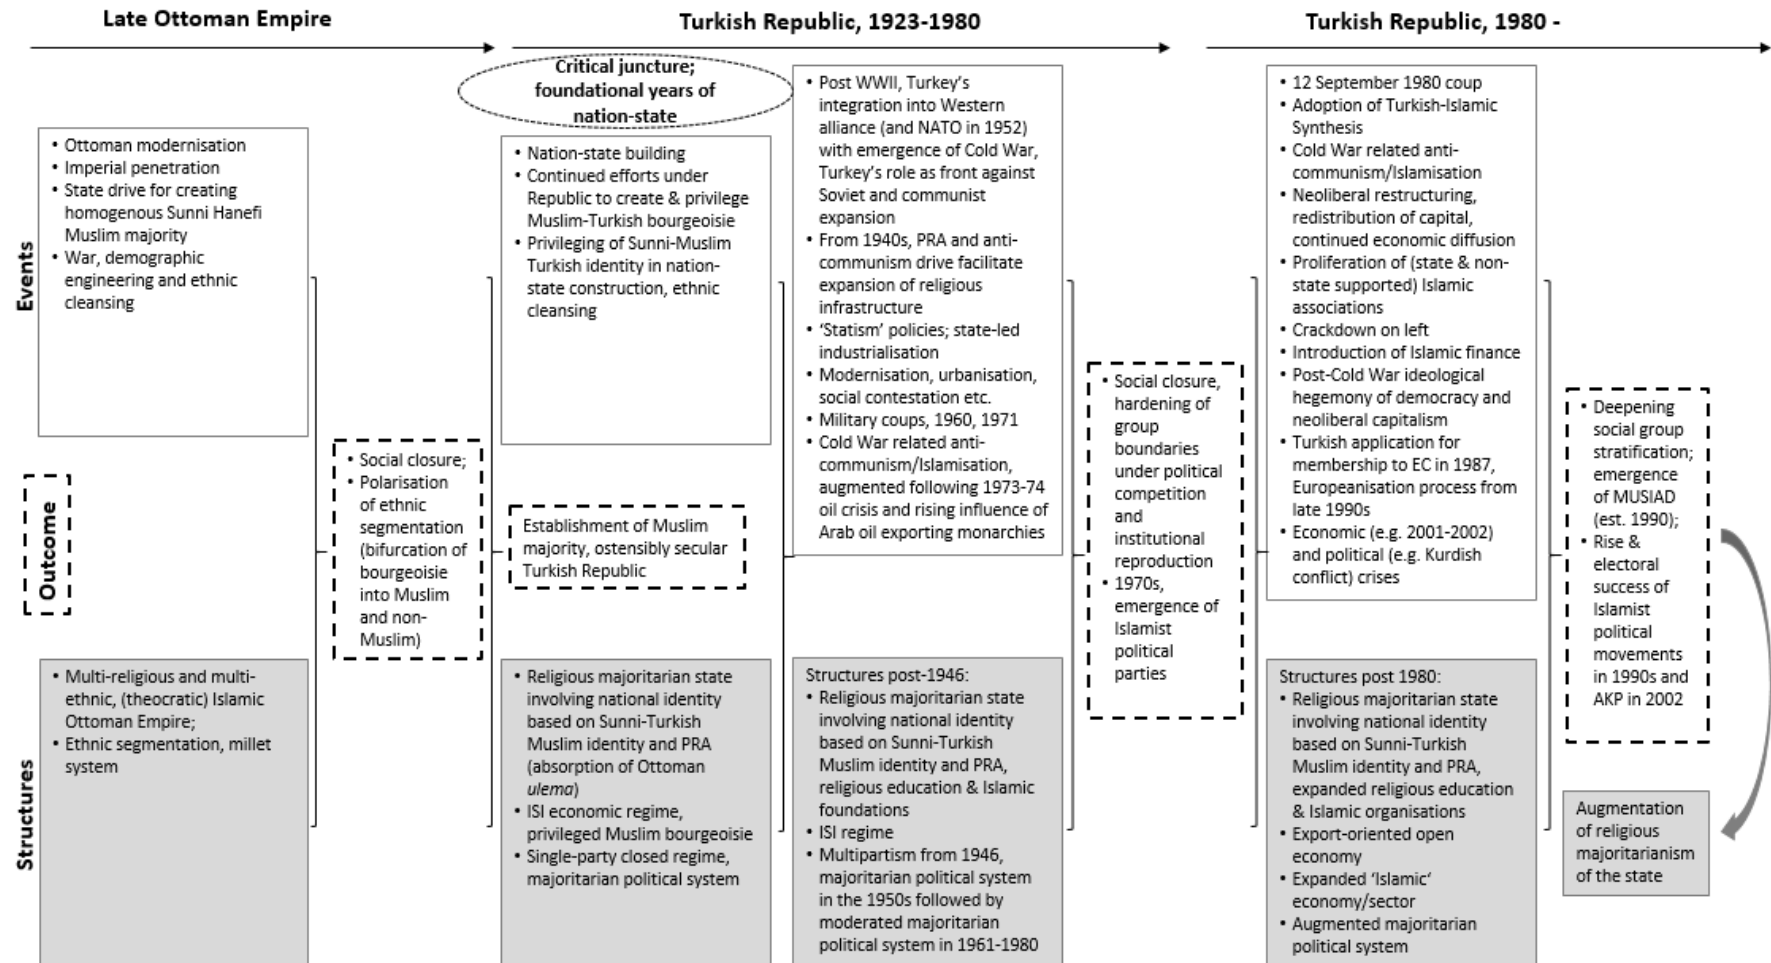 Late Ottoman Empire
Turkish Republic, 1923-1980
Turkish Republic, 1980 -
Events
Outcome
Structures
• Ottoman modernisation
• Imperial penetration
• State drive for creating
homogenous Sunni Hanefi
Muslim majority
• War, demographic
engineering and ethnic
cleansing
• Multi-religious and multi-
ethnic, (theocratic) Islamic
Ottoman Empire;
• Ethnic segmentation, millet
system
• Social closure;
• Polarisation
of ethnic
segmentation
(bifurcation of
bourgeoisie
into Muslim
and non-
Muslim)
Critical juncture;
foundational years of
nation-state
• Nation-state building
• Continued efforts under
Republic to create & privilege
Muslim-Turkish bourgeoisie
• Privileging of Sunni-Muslim
Turkish identity in nation-
state construction, ethnic
cleansing
Establishment of Muslim
majority, ostensibly secular
Turkish Republic
• Religious majoritarian state
involving national identity
based on Sunni-Turkish
Muslim identity and PRA
(absorption of Ottoman
ulema)
• ISI economic regime,
privileged Muslim bourgeoisie
• Single-party closed regime,
majoritarian political system
• Post WWII, Turkey's
integration into Western
alliance (and NATO in 1952)
with emergence of Cold War,
Turkey's role as front against
Soviet and communist
expansion
• From 1940s, PRA and anti-
communism drive facilitate
expansion of religious
infrastructure
• 'Statism' policies; state-led
industrialisation
• Modernisation, urbanisation,
social contestation etc.
• Military coups, 1960, 1971
• Cold War related anti-
communism/Islamisation,
augmented following 1973-74
oil crisis and rising influence of
Arab oil exporting monarchies
Structures post-1946:
• Religious majoritarian state
involving national identity
based on Sunni-Turkish
Muslim identity and PRA,
religious education & Islamic
foundations
• ISI regime
• Multipartism from 1946,
majoritarian political system
in the 1950s followed by
moderated majoritarian
political system in 1961-1980
• Social closure,
hardening of
group
boundaries
under political
competition
and
institutional
reproduction
• 1970s,
emergence of
Islamist
political
parties
• 12 September 1980 coup
• Adoption of Turkish-Islamic
Synthesis
• Cold War related anti-
communism/Islamisation
• Neoliberal restructuring,
redistribution of capital,
continued economic diffusion
• Proliferation of (state & non-
state supported) Islamic
associations
• Crackdown on left
• Introduction of Islamic finance
• Post-Cold War ideological
hegemony of democracy and
neoliberal capitalism
• Turkish application for
membership to EC in 1987,
Europeanisation process from
late 1990s
• Economic (e.g. 2001-2002)
and political (e.g. Kurdish
conflict) crises
Structures post 1980:
• Religious majoritarian state
involving national identity
based on Sunni-Turkish
Muslim identity and PRA,
expanded religious education
& Islamic organisations
• Export-oriented open
economy
• Expanded 'Islamic'
economy/sector
• Augmented majoritarian
political system
• Deepening
social group
stratification;
emergence
of MUSIAD
(est. 1990);
• Rise &
electoral
success of
Islamist
political
movements
in 1990s and
AKP in 2002
Augmentation
of religious
majoritarianism
of the state